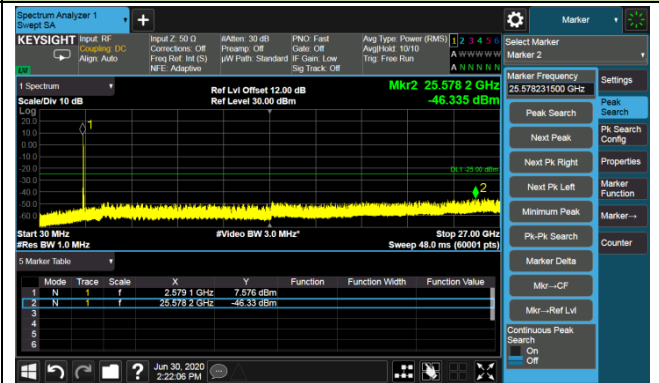 Spectrum Analyzer 1
Swept SA
+
Marker
KEYSIGHT Input: RF
Coupling: DC
Align: Auto
Input Z: 50 Ω
Corrections: Off
Freq Ref: Int (S)
NFE: Adaptive
#Atten: 30 dB
Preamp: Off
µW Path: Standard
PNO: Fast
Gate: Off
IF Gain: Low
Sig Track: Off
Avg Type: Power (RMS)
Avg|Hold: 10/10
Trig: Free Run
1 2 3 4 5 6
A W W W W W
A N N N N N
Select Marker
Marker 2
1 Spectrum
Scale/Div 10 dB
Ref Lvl Offset 12.00 dB
Ref Level 30.00 dBm
Mkr2 25.578 2 GHz
-46.335 dBm
Log
20.0
10.0
0.00
-10.0
-20.0
-30.0
-40.0
-50.0
-60.0
1
DL1 -25.00 dBm
2
Start 30 MHz
#Res BW 1.0 MHz
#Video BW 3.0 MHz*
Stop 27.00 GHz
Sweep 48.0 ms (60001 pts)
5 Marker Table
Mode Trace Scale X Y Function Function Width Function Value
1 N 1 f 2.579 1 GHz 7.576 dBm
2 N 1 f 25.578 2 GHz -46.33 dBm
3
4
5
6
Marker Frequency
25.578231500 GHz
Peak Search
Next Peak
Next Pk Right
Next Pk Left
Minimum Peak
Pk-Pk Search
Marker Delta
Mkr→CF
Mkr→Ref Lvl
Continuous Peak
Search
On
Off
Settings
Peak
Search
Pk Search
Config
Properties
Marker
Function
Marker→
Counter
?
Jun 30, 2020
2:22:06 PM